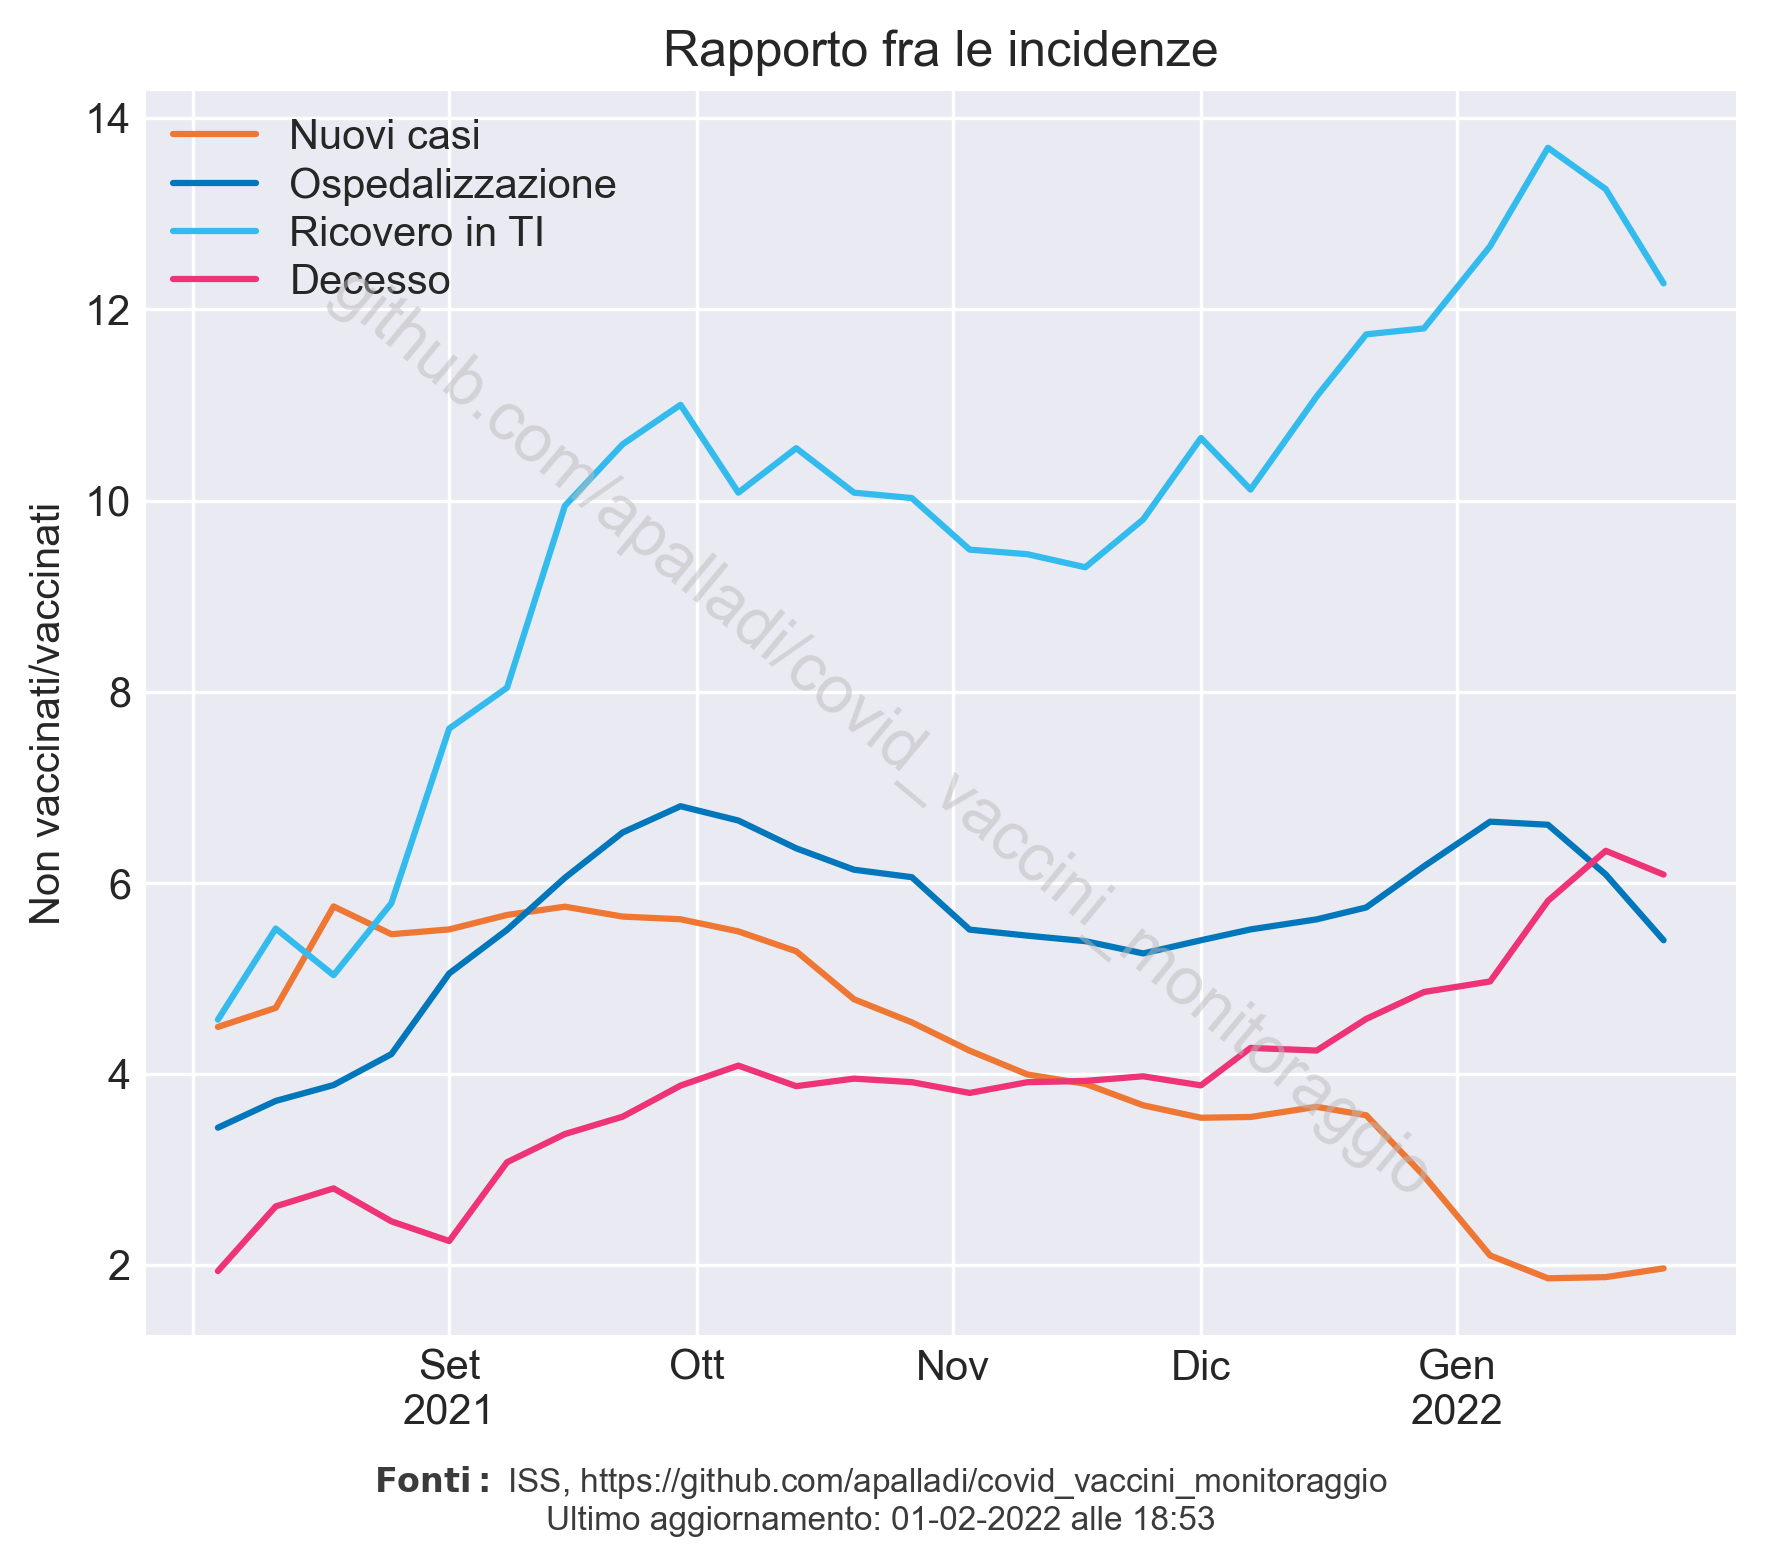 Rapporto fra le incidenze
14
12
10
8
6
4
2
Non vaccinati/vaccinati
Nuovi casi
Ospedalizzazione
Ricovero in TI
Decesso
github.com/apalladi/covid_vaccini_monitoraggio
Set
2021
Ott
Nov
Dic
Gen
2022
Fonti: ISS, https://github.com/apalladi/covid_vaccini_monitoraggio
Ultimo aggiornamento: 01-02-2022 alle 18:53